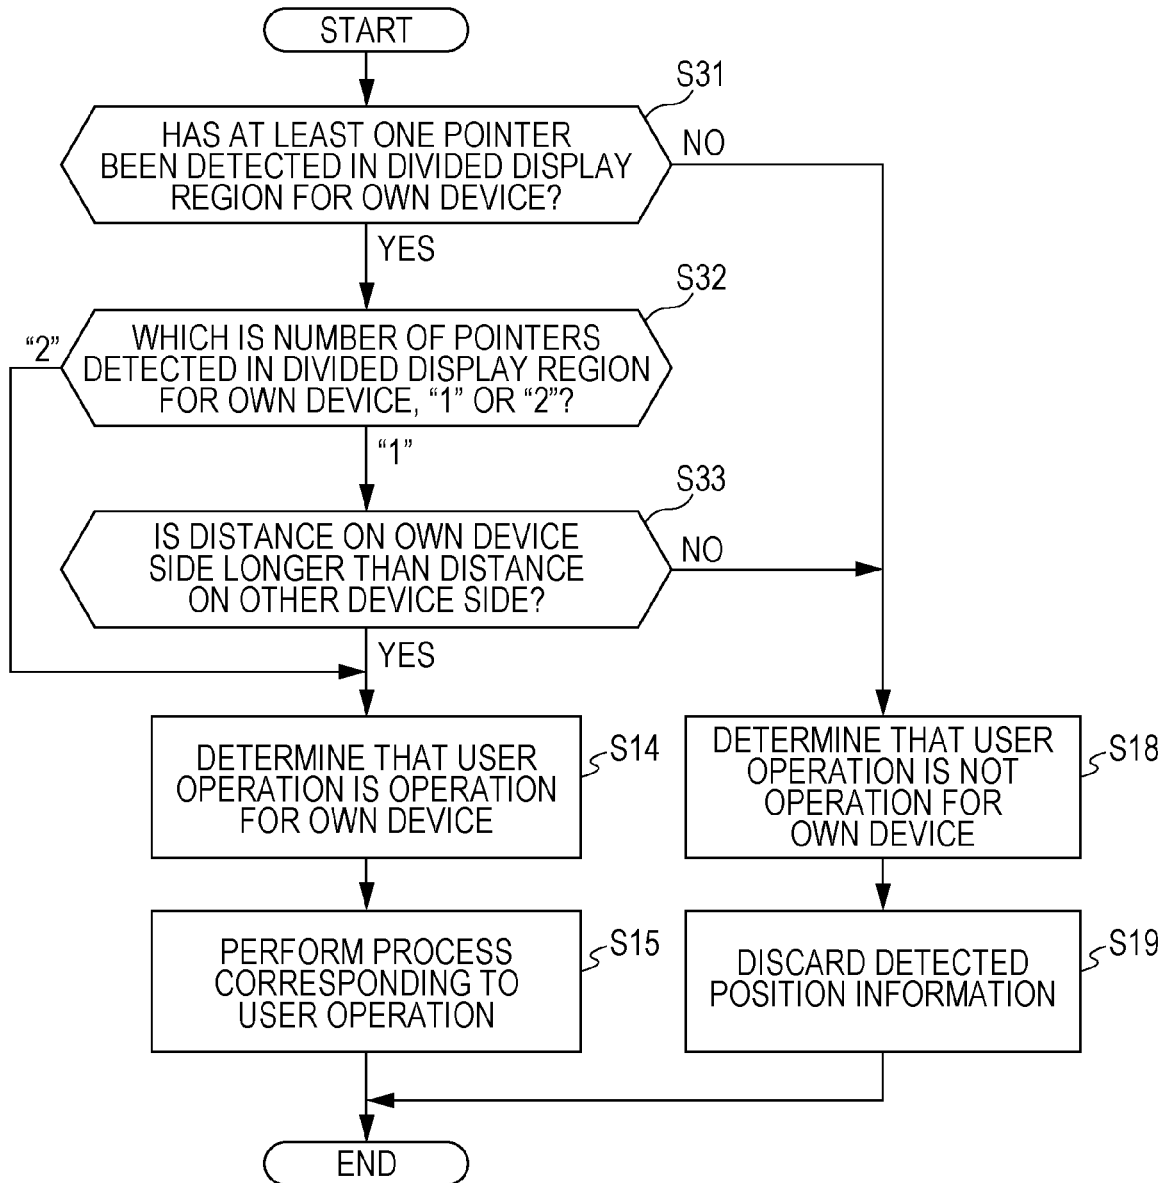 START
S31
HAS AT LEAST ONE POINTER
BEEN DETECTED IN DIVIDED DISPLAY
REGION FOR OWN DEVICE?
NO
YES
S32
WHICH IS NUMBER OF POINTERS
DETECTED IN DIVIDED DISPLAY REGION
FOR OWN DEVICE, “1” OR “2”?
“2”
“1”
S33
IS DISTANCE ON OWN DEVICE
SIDE LONGER THAN DISTANCE
ON OTHER DEVICE SIDE?
NO
YES
DETERMINE THAT USER
OPERATION IS OPERATION
FOR OWN DEVICE
S14
DETERMINE THAT USER
OPERATION IS NOT
OPERATION FOR
OWN DEVICE
S18
PERFORM PROCESS
CORRESPONDING TO
USER OPERATION
S15
DISCARD DETECTED
POSITION INFORMATION
S19
END